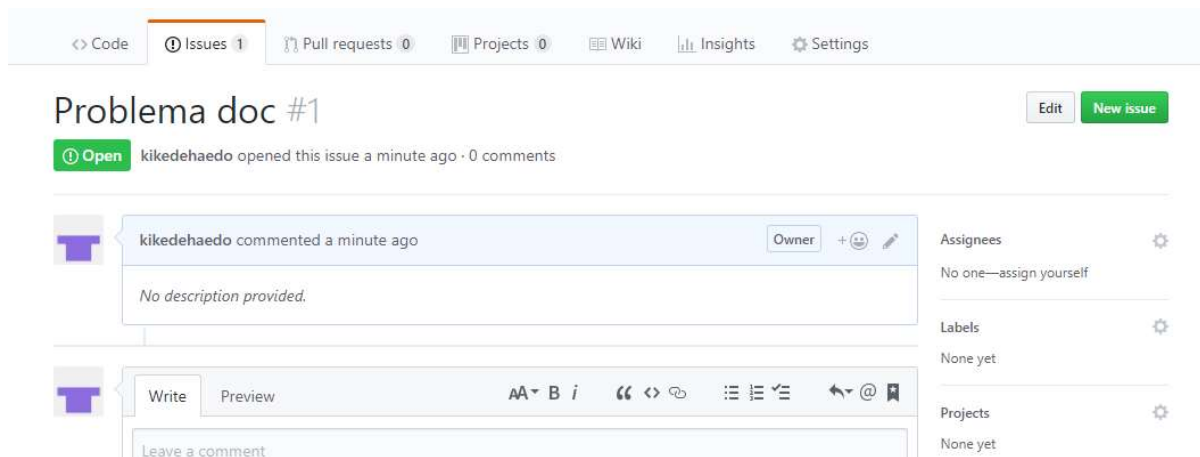 Code Issues 1 Pull requests 0 Projects 0 Wiki Insights Settings
Problema doc #1
Edit New issue
Open kikedehaedo opened this issue a minute ago · 0 comments
kikedehaedo commented a minute ago Owner
Assignees
No one—assign yourself
No description provided.
Labels
None yet
Write Preview
AA B i
Projects
None yet
Leave a comment